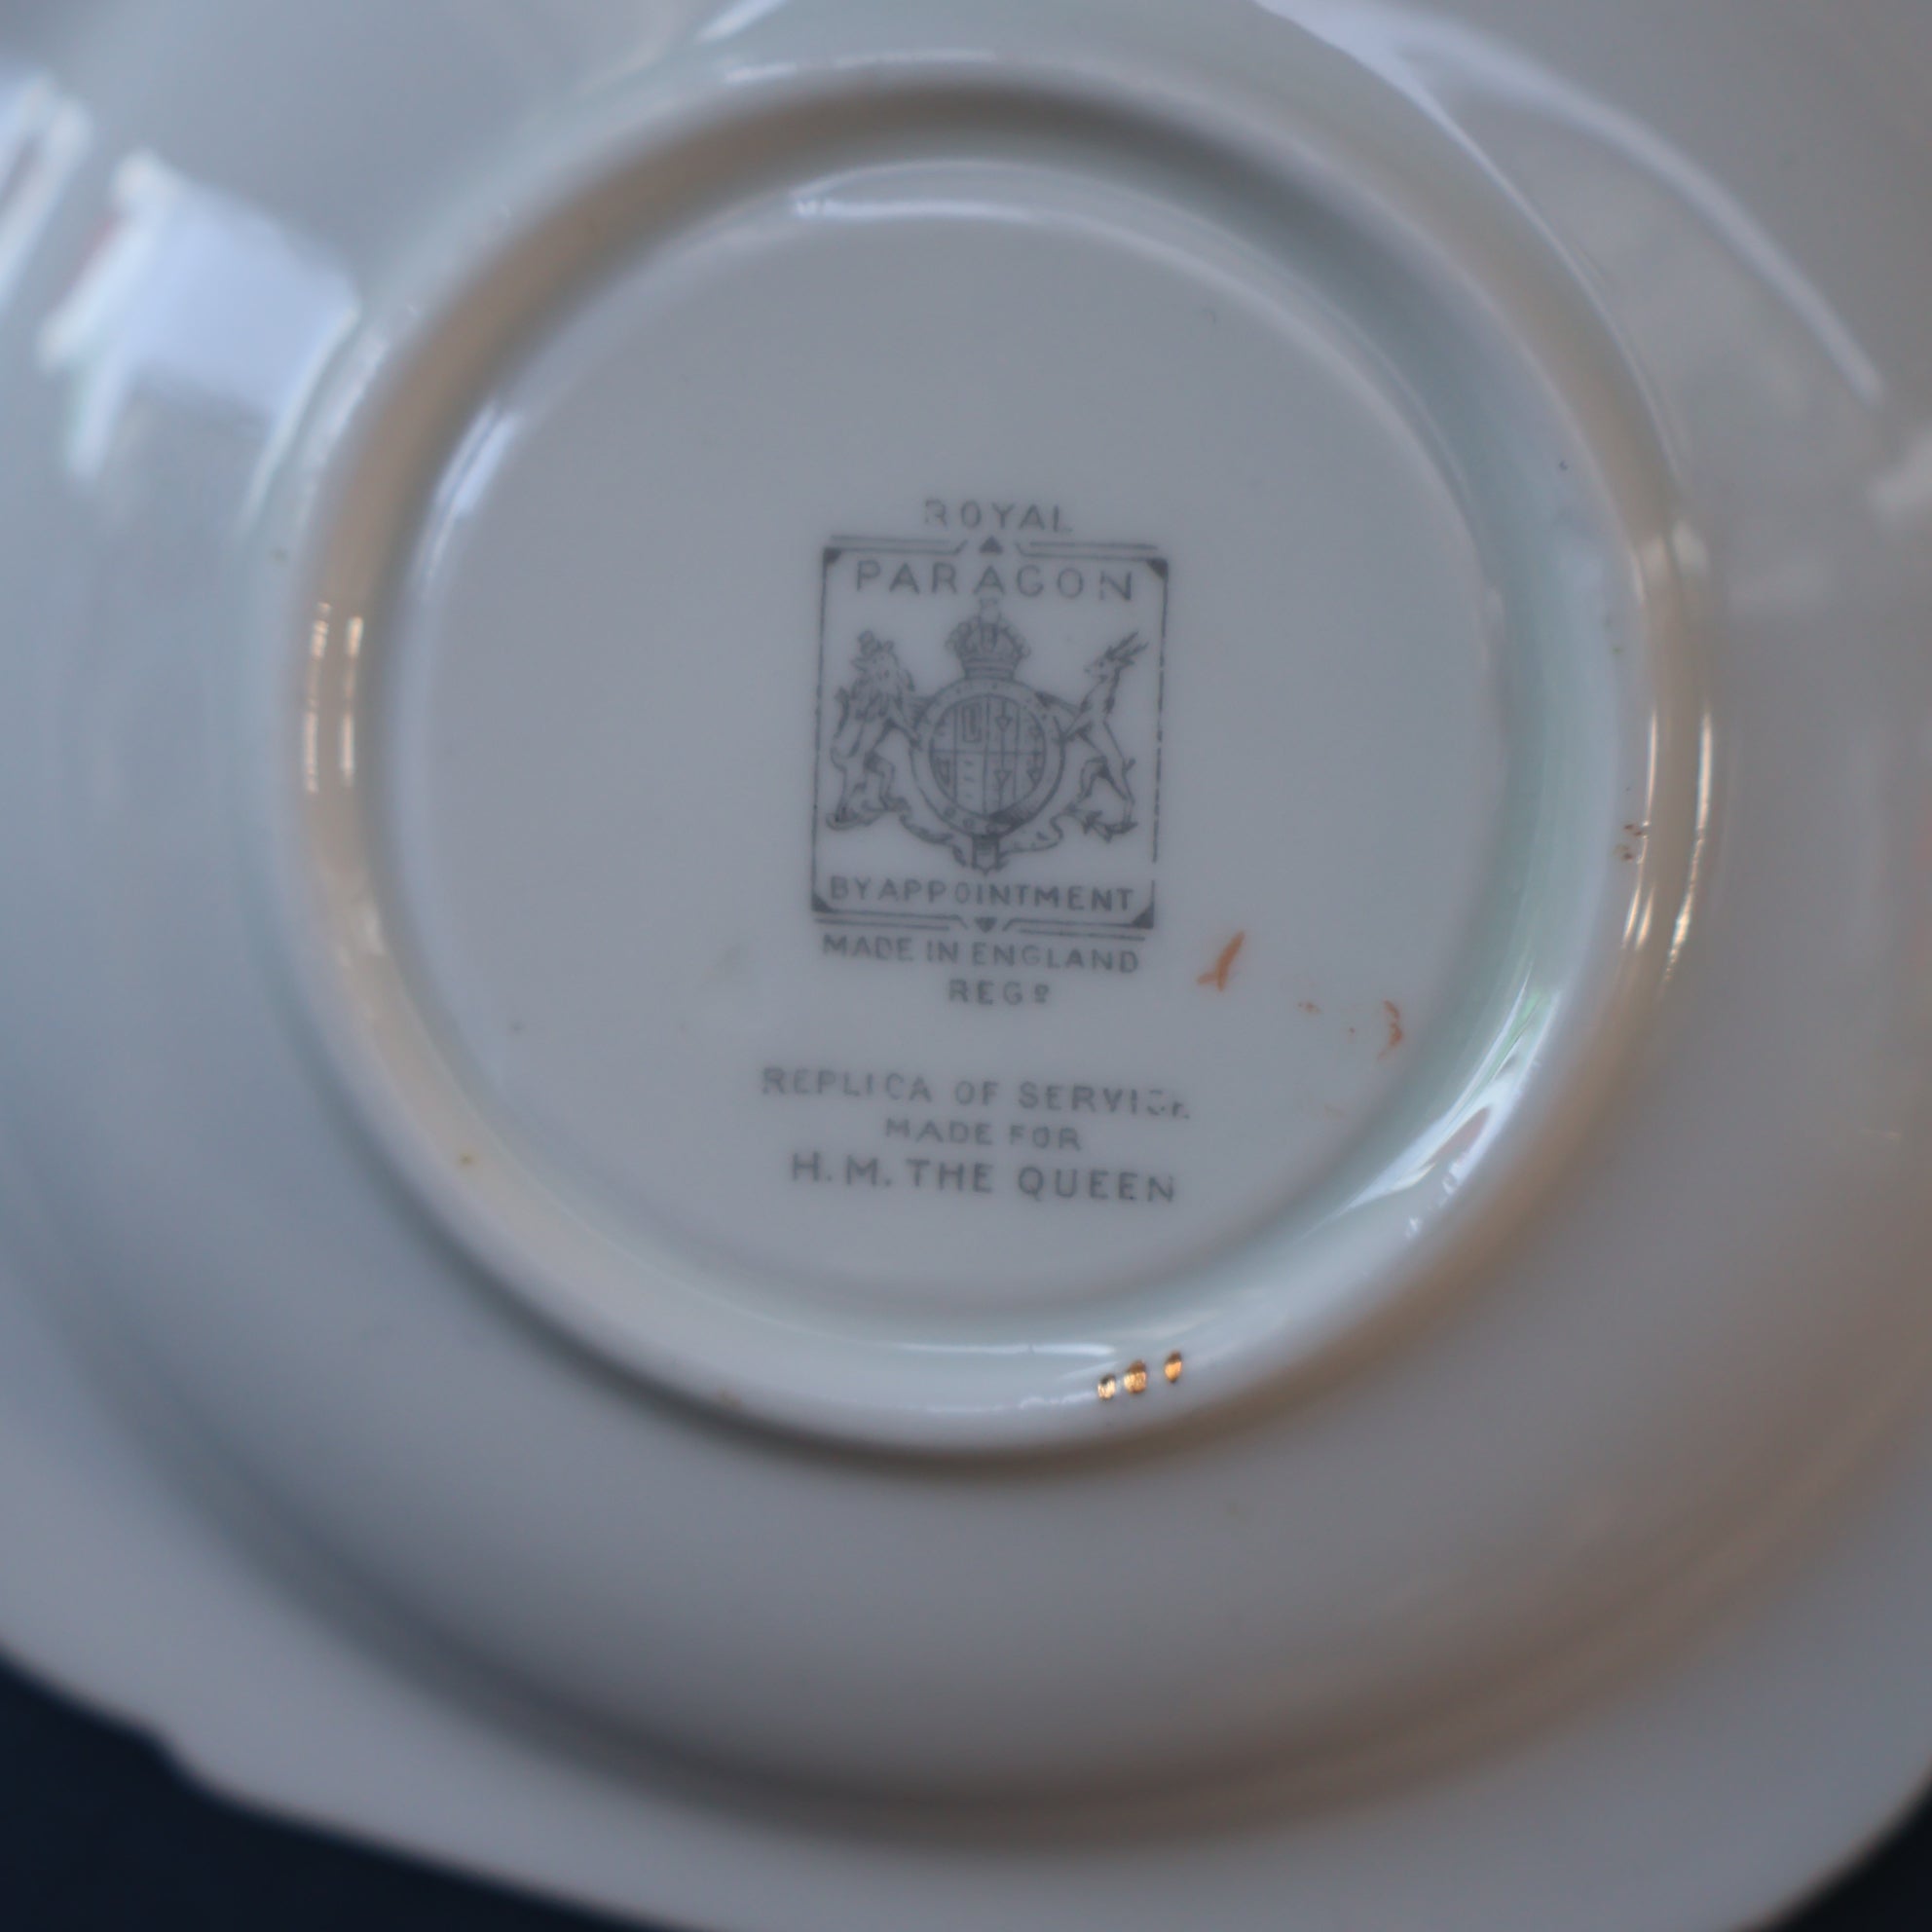 ROYAL
PARAGON
BY APPOINTMENT
MADE IN ENGLAND
REGD
REPLICA OF SERVICE
MADE FOR
H. M. THE QUEEN